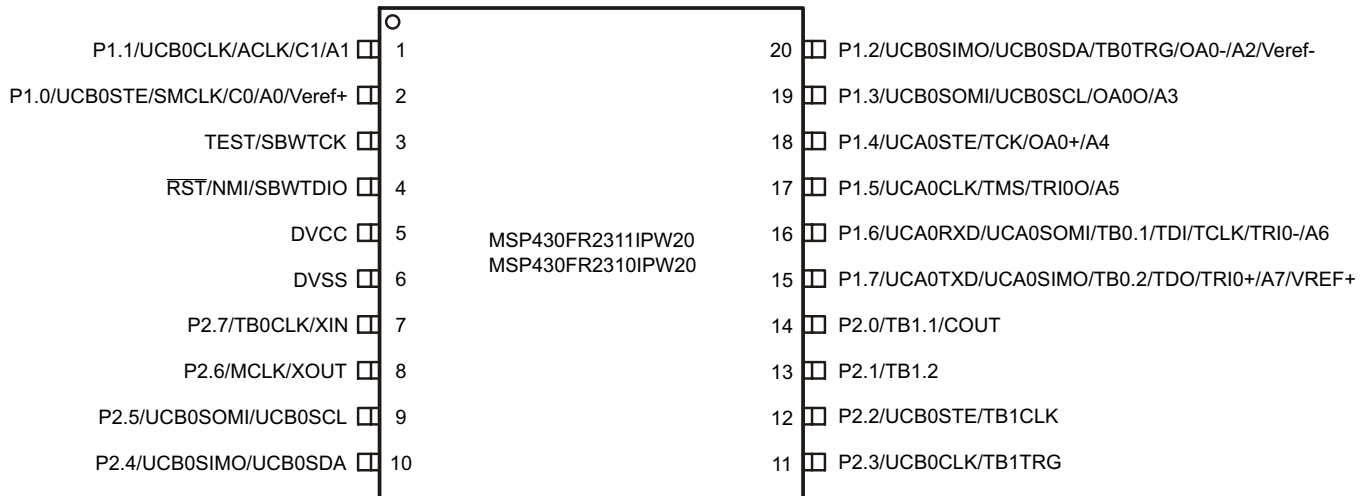 P1.1/UCB0CLK/ACLK/C1/A1 1
P1.0/UCB0STE/SMCLK/C0/A0/Veref+ 2
TEST/SBWTCK 3
RST/NMI/SBWTDIO 4
DVCC 5
DVSS 6
P2.7/TB0CLK/XIN 7
P2.6/MCLK/XOUT 8
P2.5/UCB0SOMI/UCB0SCL 9
P2.4/UCB0SIMO/UCB0SDA 10
MSP430FR2311IPW20
MSP430FR2310IPW20
20 P1.2/UCB0SIMO/UCB0SDA/TB0TRG/OA0-/A2/Veref-
19 P1.3/UCB0SOMI/UCB0SCL/OA0O/A3
18 P1.4/UCA0STE/TCK/OA0+/A4
17 P1.5/UCA0CLK/TMS/TRI0O/A5
16 P1.6/UCA0RXD/UCA0SOMI/TB0.1/TDI/TCLK/TRI0-/A6
15 P1.7/UCA0TXD/UCA0SIMO/TB0.2/TDO/TRI0+/A7/VREF+
14 P2.0/TB1.1/COUT
13 P2.1/TB1.2
12 P2.2/UCB0STE/TB1CLK
11 P2.3/UCB0CLK/TB1TRG